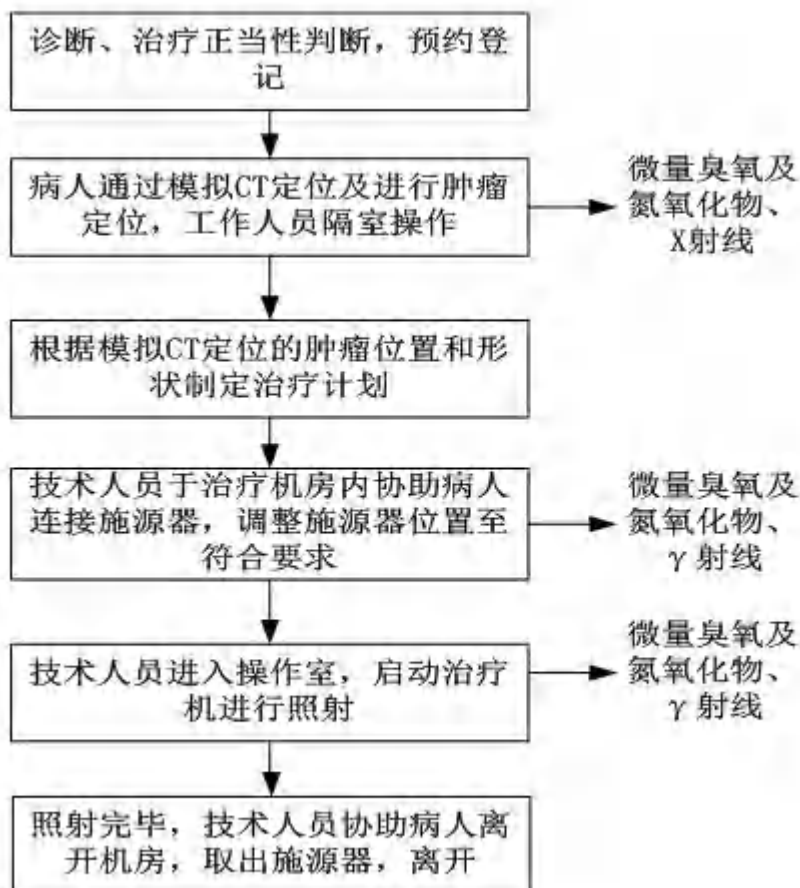 诊断、治疗正当性判断，预约登
记
病人通过模拟CT定位及进行肿瘤
定位，工作人员隔室操作
微量臭氧及
氮氧化物、
X射线
根据模拟CT定位的肿瘤位置和形
状制定治疗计划
技术人员于治疗机房内协助病人
连接施源器，调整施源器位置至
符合要求
微量臭氧及
氮氧化物、
γ射线
技术人员进入操作室，启动治疗
机进行照射
微量臭氧及
氮氧化物、
γ射线
照射完毕，技术人员协助病人离
开机房，取出施源器，离开